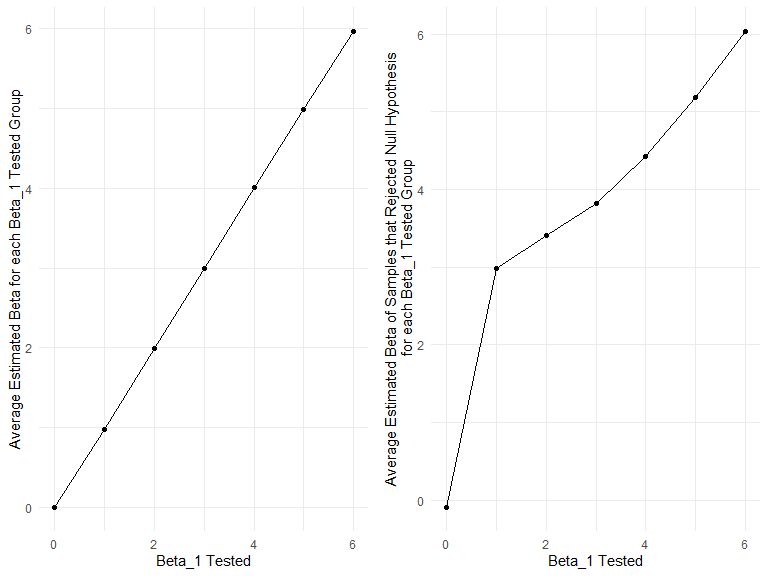 Average Estimated Beta for each Beta_1 Tested Group
6
4
2
0
0 2 4 6
Beta_1 Tested
Average Estimated Beta of Samples that Rejected Null Hypothesis
for each Beta_1 Tested Group
6
4
2
0
0 2 4 6
Beta_1 Tested